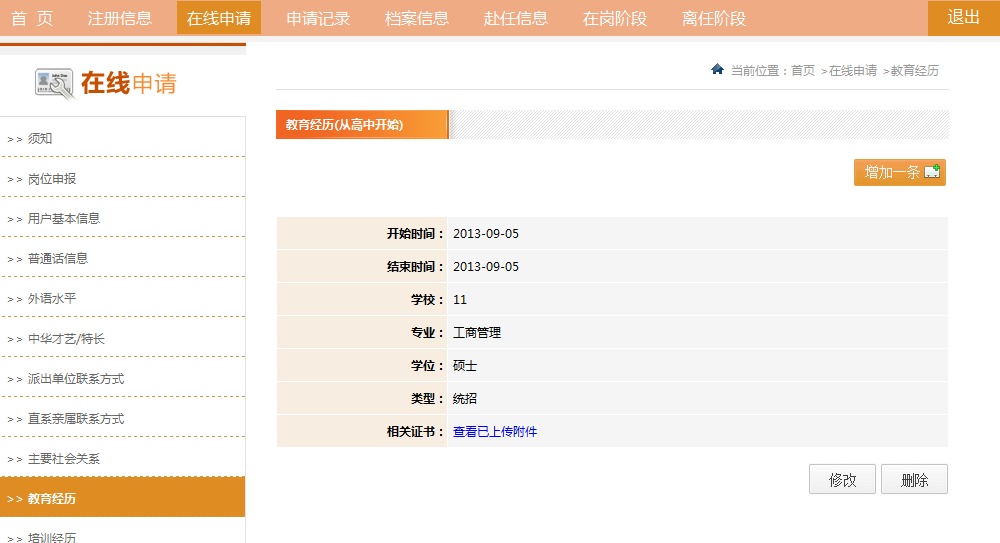 首 页 注册信息 在线申请 申请记录 档案信息 赴任信息 在岗阶段 离任阶段 退出
在线申请
当前位置：首页 >在线申请 >教育经历
>> 须知
>> 岗位申报
>> 用户基本信息
>> 普通话信息
>> 外语水平
>> 中华才艺/特长
>> 派出单位联系方式
>> 直系亲属联系方式
>> 主要社会关系
>> 教育经历
>> 培训经历
教育经历(从高中开始)
增加一条
开始时间： 2013-09-05
结束时间： 2013-09-05
学校： 11
专业： 工商管理
学位： 硕士
类型： 统招
相关证书： 查看已上传附件
修改 删除